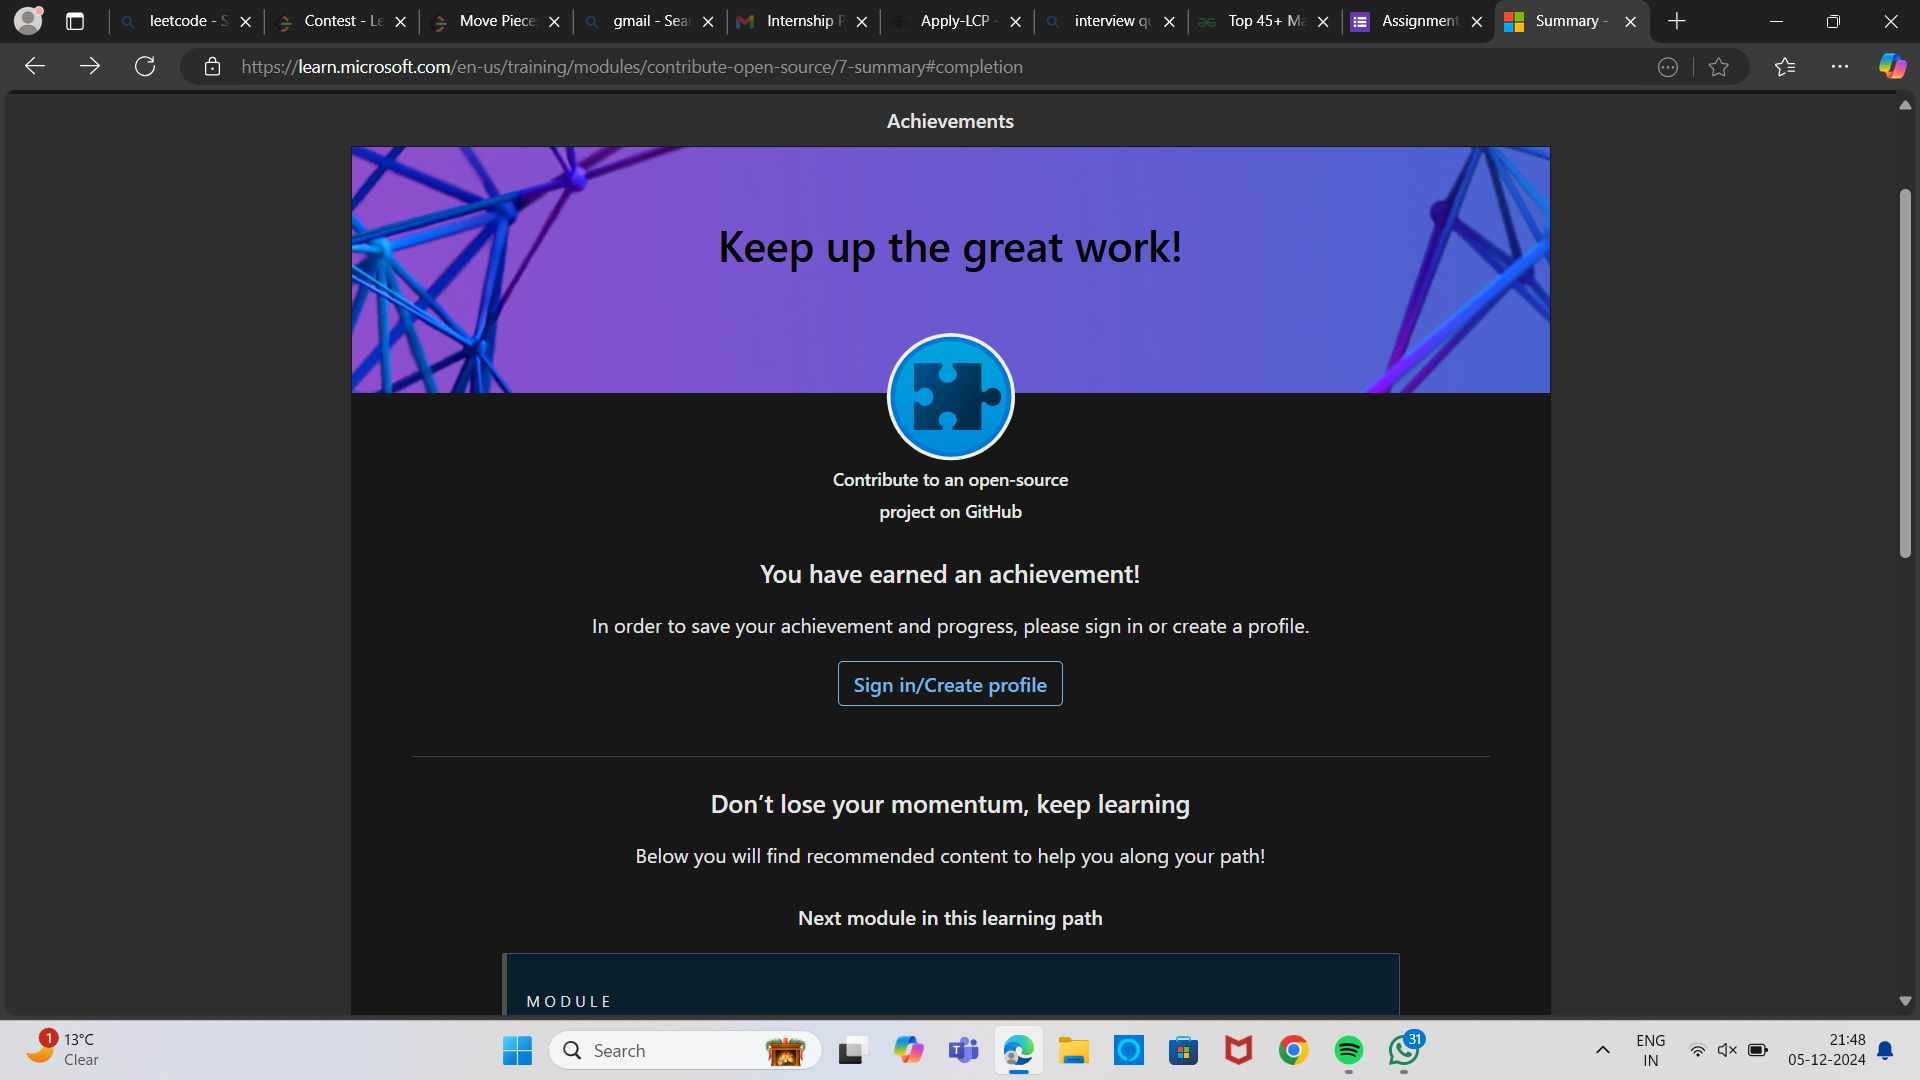 leetcode - S
Contest - Le
Move Piece
gmail - Sear
Internship P
Apply-LCP -
interview qu
Top 45+ Ma
Assignment
Summary -
https://learn.microsoft.com/en-us/training/modules/contribute-open-source/7-summary#completion
Achievements
Keep up the great work!
Contribute to an open-source
project on GitHub
You have earned an achievement!
In order to save your achievement and progress, please sign in or create a profile.
Sign in/Create profile
Don’t lose your momentum, keep learning
Below you will find recommended content to help you along your path!
Next module in this learning path
MODULE
1
13°C
Clear
Search
31
ENG
IN
21:48
05-12-2024